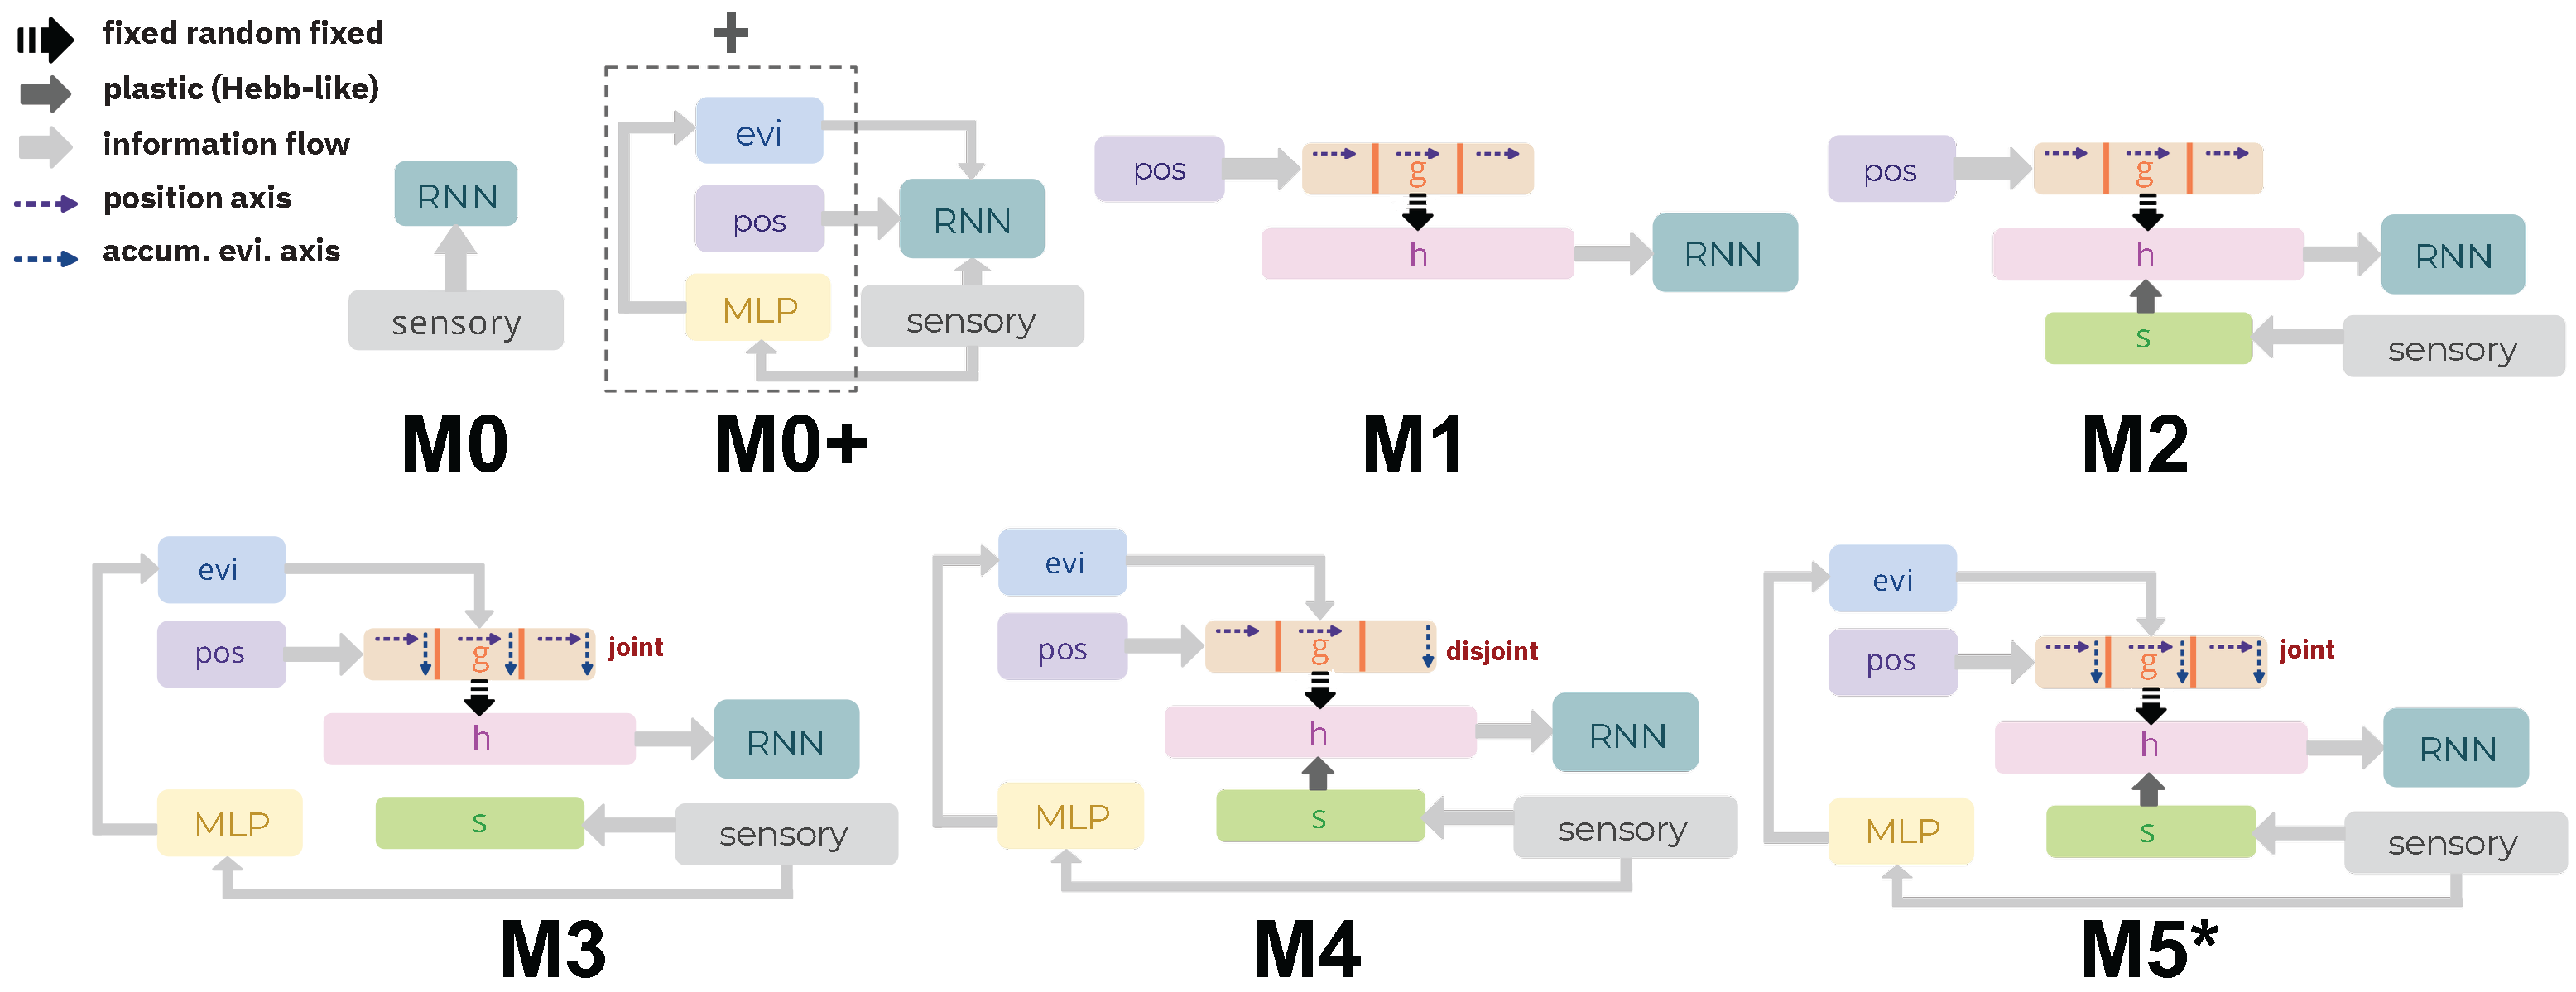 fixed random fixed
plastic (Hebb-like)
information flow
position axis
accum. evi. axis
RNN
sensory
M0
+
evi
pos
RNN
MLP
sensory
M0+
pos
g
h
RNN
M1
pos
g
h
RNN
s
sensory
M2
evi
pos
g
joint
h
RNN
MLP
s
sensory
M3
evi
pos
g
disjoint
h
RNN
MLP
s
sensory
M4
evi
pos
g
joint
h
RNN
MLP
s
sensory
M5*